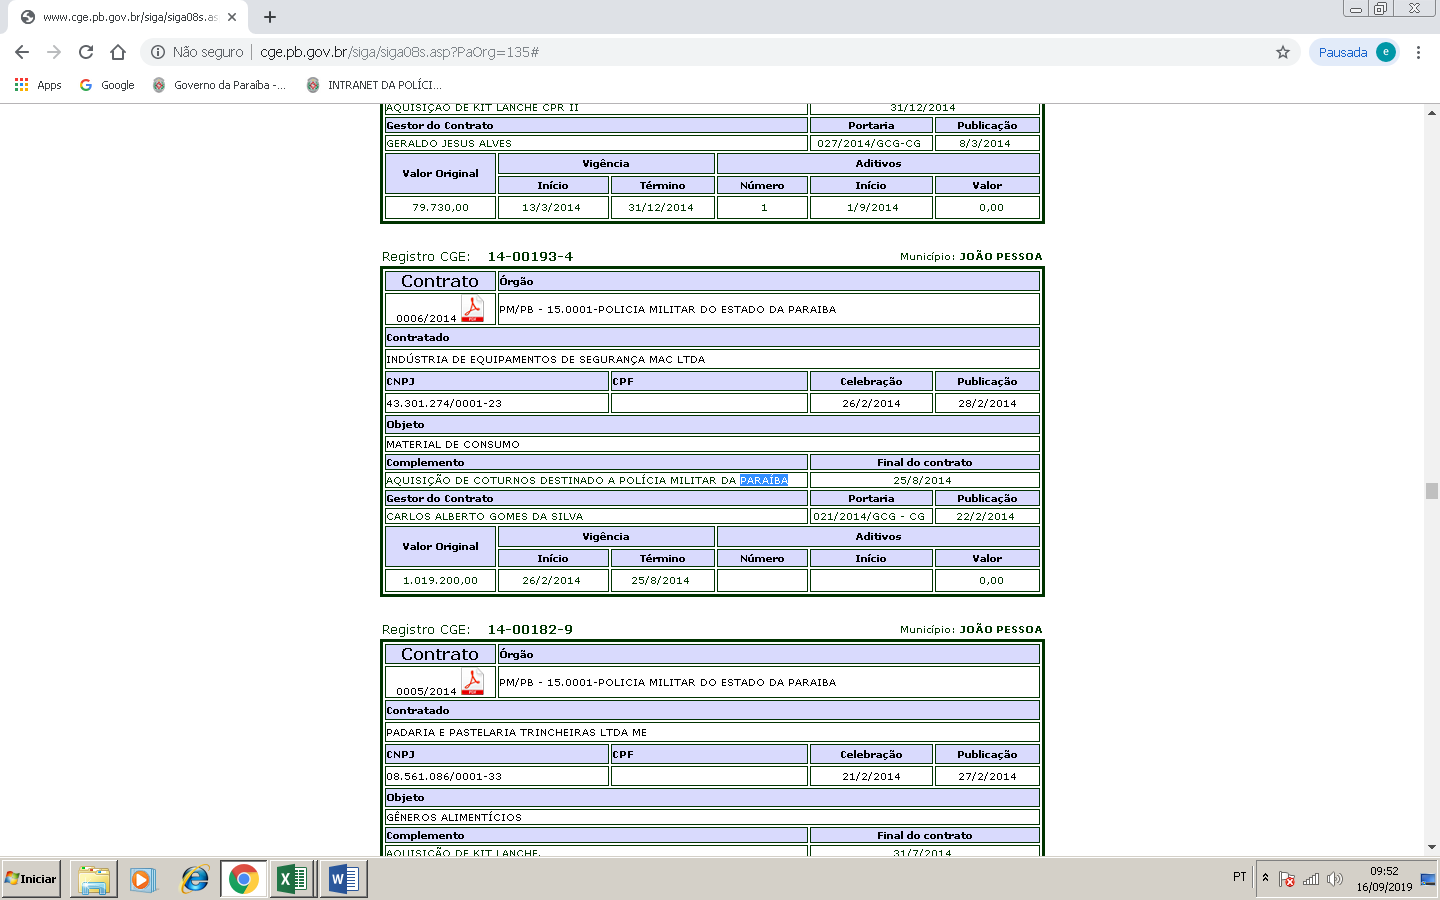 www.cge.pb.gov.br/siga/siga08s.as
Não seguro | cge.pb.gov.br/siga/siga08s.asp?PaOrg=135#
Pausada e
Apps Google Governo da Paraíba -... INTRANET DA POLÍCI...
AQUISIÇÃO DE KIT LANCHE CPR II 31/12/2014
Gestor do Contrato Portaria Publicação
GERALDO JESUS ALVES 027/2014/GCG-CG 8/3/2014
Valor Original Vigência Aditivos
Início Término Número Início Valor
79.730,00 13/3/2014 31/12/2014 1 1/9/2014 0,00
Registro CGE: 14-00193-4 Município: JOÃO PESSOA
Contrato Órgão
0006/2014 PM/PB - 15.0001-POLICIA MILITAR DO ESTADO DA PARAIBA
Contratado
INDÚSTRIA DE EQUIPAMENTOS DE SEGURANÇA MAC LTDA
CNPJ CPF Celebração Publicação
43.301.274/0001-23 26/2/2014 28/2/2014
Objeto
MATERIAL DE CONSUMO
Complemento Final do contrato
AQUISIÇÃO DE COTURNOS DESTINADO A POLÍCIA MILITAR DA PARAÍBA 25/8/2014
Gestor do Contrato Portaria Publicação
CARLOS ALBERTO GOMES DA SILVA 021/2014/GCG - CG 22/2/2014
Valor Original Vigência Aditivos
Início Término Número Início Valor
1.019.200,00 26/2/2014 25/8/2014 0,00
Registro CGE: 14-00182-9 Município: JOÃO PESSOA
Contrato Órgão
0005/2014 PM/PB - 15.0001-POLICIA MILITAR DO ESTADO DA PARAIBA
Contratado
PADARIA E PASTELARIA TRINCHEIRAS LTDA ME
CNPJ CPF Celebração Publicação
08.561.086/0001-33 21/2/2014 27/2/2014
Objeto
GÊNEROS ALIMENTÍCIOS
Complemento Final do contrato
AQUISIÇÃO DE KIT LANCHE. 31/7/2014
Iniciar PT 09:52
16/09/2019